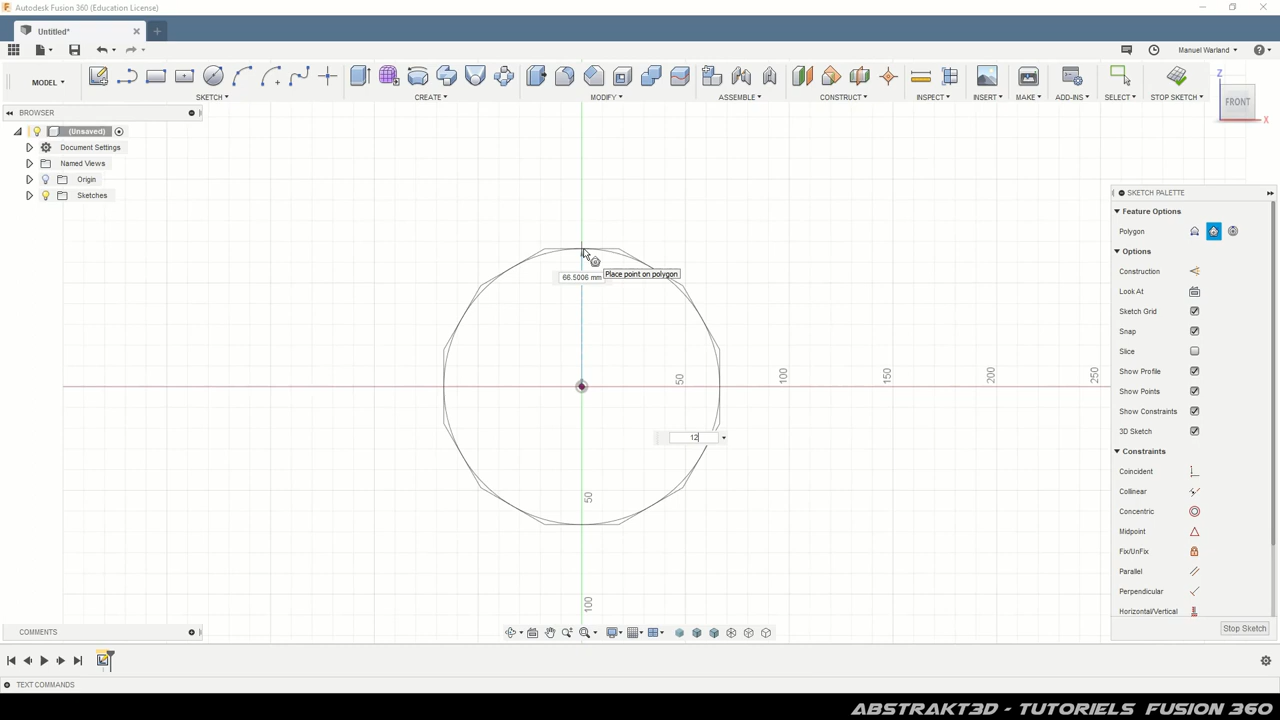 Autodesk Fusion 360 (Education License)
Untitled*
Manuel Warland
MODEL
SKETCH
CREATE
MODIFY
ASSEMBLE
CONSTRUCT
INSPECT
INSERT
MAKE
ADD-INS
SELECT
STOP SKETCH
Z
FRONT
X
BROWSER
(Unsaved)
Document Settings
Named Views
Origin
Sketches
SKETCH PALETTE
Feature Options
Polygon
Options
Construction
Look At
Sketch Grid
Snap
Slice
Show Profile
Show Points
Show Constraints
3D Sketch
Constraints
Coincident
Collinear
Concentric
Midpoint
Fix/UnFix
Parallel
Perpendicular
Horizontal/Vertical
Stop Sketch
66.5006 mm
Place point on polygon
50
100
150
200
250
12
50
100
COMMENTS
TEXT COMMANDS
ABSTRAKT3D - TUTORIELS FUSION 360